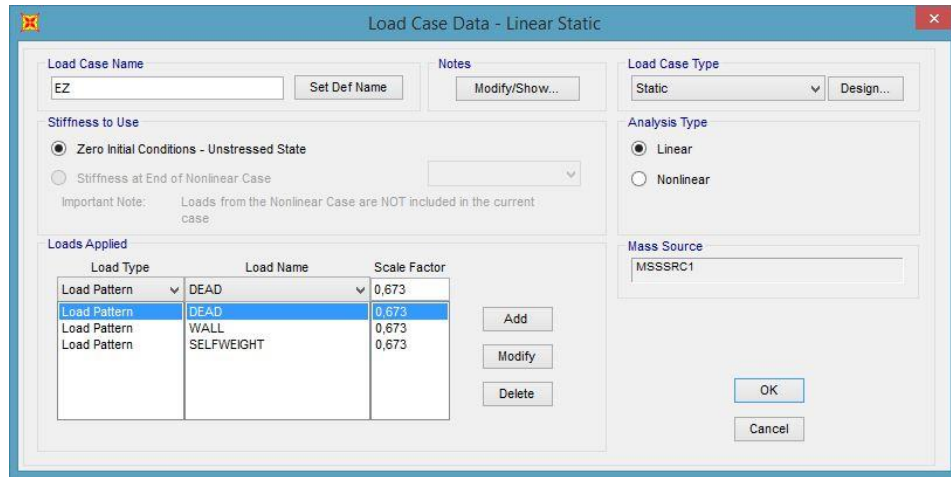 Load Case Data - Linear Static
Load Case Name
EZ
Set Def Name
Notes
Modify/Show...
Load Case Type
Static
Design...
Stiffness to Use
Zero Initial Conditions - Unstressed State
Stiffness at End of Nonlinear Case
Important Note: Loads from the Nonlinear Case are NOT included in the current
case
Analysis Type
Linear
Nonlinear
Loads Applied
Load Type Load Name Scale Factor
Load Pattern DEAD 0,673
Load Pattern DEAD 0,673
Load Pattern WALL 0,673
Load Pattern SELFWEIGHT 0,673
Add
Modify
Delete
Mass Source
MSSSRC1
OK
Cancel